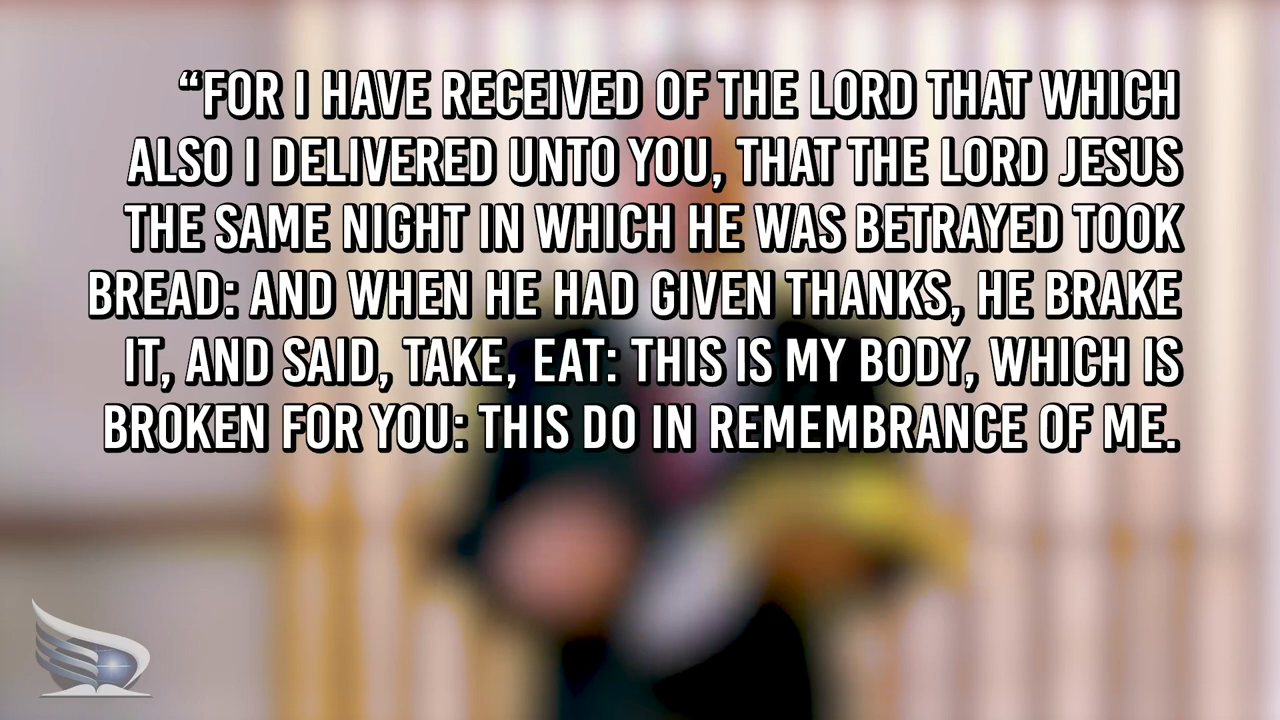 “FOR I HAVE RECEIVED OF THE LORD THAT WHICH
ALSO I DELIVERED UNTO YOU, THAT THE LORD JESUS
THE SAME NIGHT IN WHICH HE WAS BETRAYED TOOK
BREAD: AND WHEN HE HAD GIVEN THANKS, HE BRAKE
IT, AND SAID, TAKE, EAT: THIS IS MY BODY, WHICH IS
BROKEN FOR YOU: THIS DO IN REMEMBRANCE OF ME.